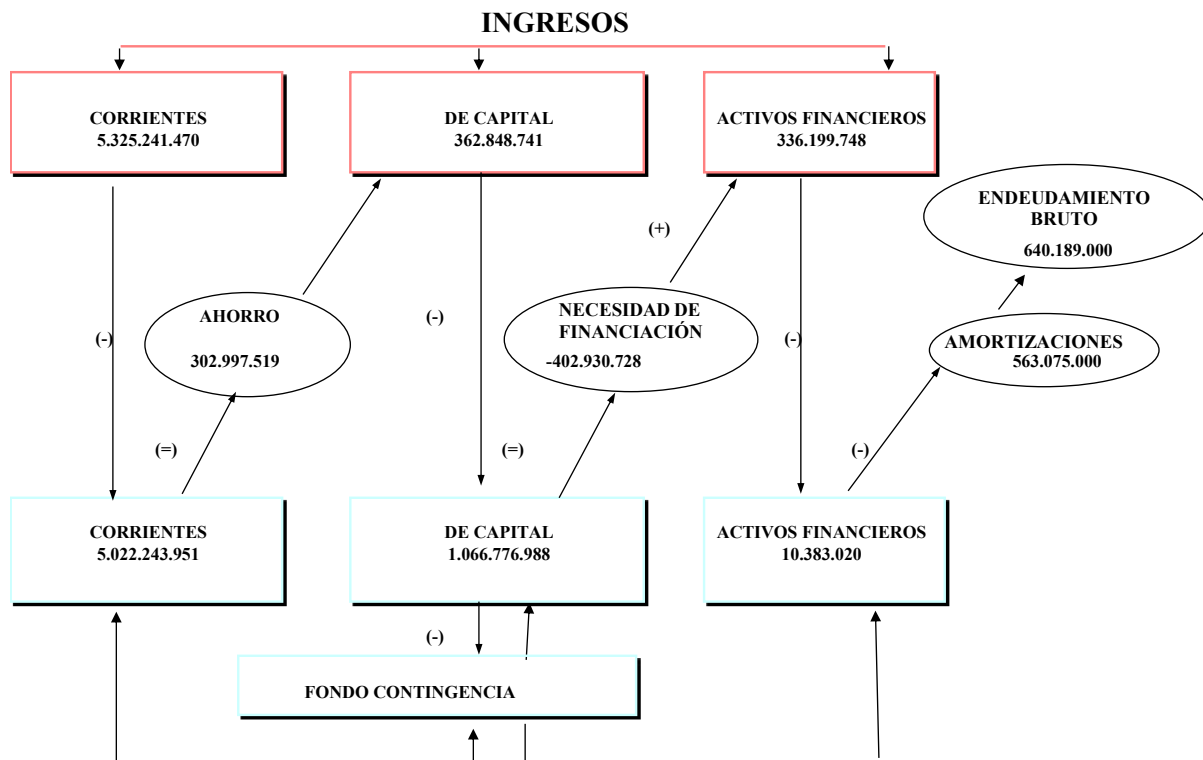 INGRESOS
CORRIENTES
5.325.241.470
DE CAPITAL
362.848.741
ACTIVOS FINANCIEROS
336.199.748
ENDEUDAMIENTO
BRUTO
640.189.000
(+)
AHORRO
302.997.519
NECESIDAD DE
FINANCIACIÓN
-402.930.728
AMORTIZACIONES
563.075.000
(-)
(-)
(-)
(=)
(=)
(-)
CORRIENTES
5.022.243.951
DE CAPITAL
1.066.776.988
ACTIVOS FINANCIEROS
10.383.020
(-)
FONDO CONTINGENCIA